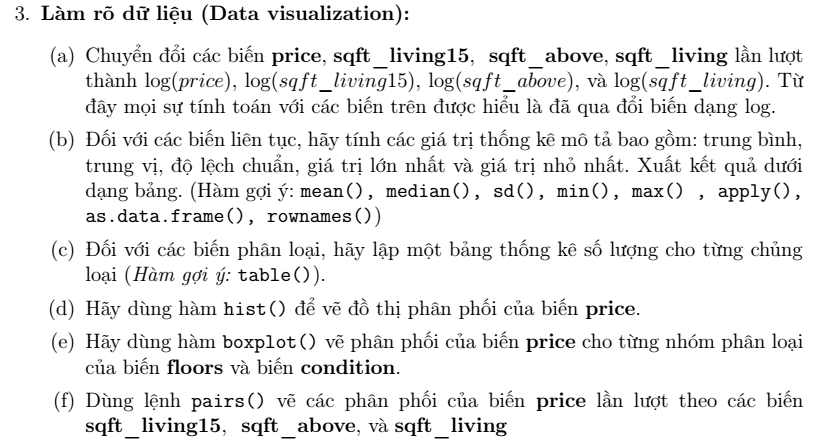 3. Làm rõ dữ liệu (Data visualization):
(a) Chuyển đổi các biến price, sqft_living15, sqft_above, sqft_living lần lượt
thành log(price), log(sqft_living15), log(sqft_above), và log(sqft_living). Từ
đây mọi sự tính toán với các biến trên được hiểu là đã qua đổi biến dạng log.
(b) Đối với các biến liên tục, hãy tính các giá trị thống kê mô tả bao gồm: trung bình,
trung vị, độ lệch chuẩn, giá trị lớn nhất và giá trị nhỏ nhất. Xuất kết quả dưới
dạng bảng. (Hàm gợi ý: mean(), median(), sd(), min(), max() , apply(),
as.data.frame(), rownames())
(c) Đối với các biến phân loại, hãy lập một bảng thống kê số lượng cho từng chủng
loại (Hàm gợi ý: table()).
(d) Hãy dùng hàm hist() để vẽ đồ thị phân phối của biến price.
(e) Hãy dùng hàm boxplot() vẽ phân phối của biến price cho từng nhóm phân loại
của biến floors và biến condition.
(f) Dùng lệnh pairs() vẽ các phân phối của biến price lần lượt theo các biến
sqft_living15, sqft_above, và sqft_living